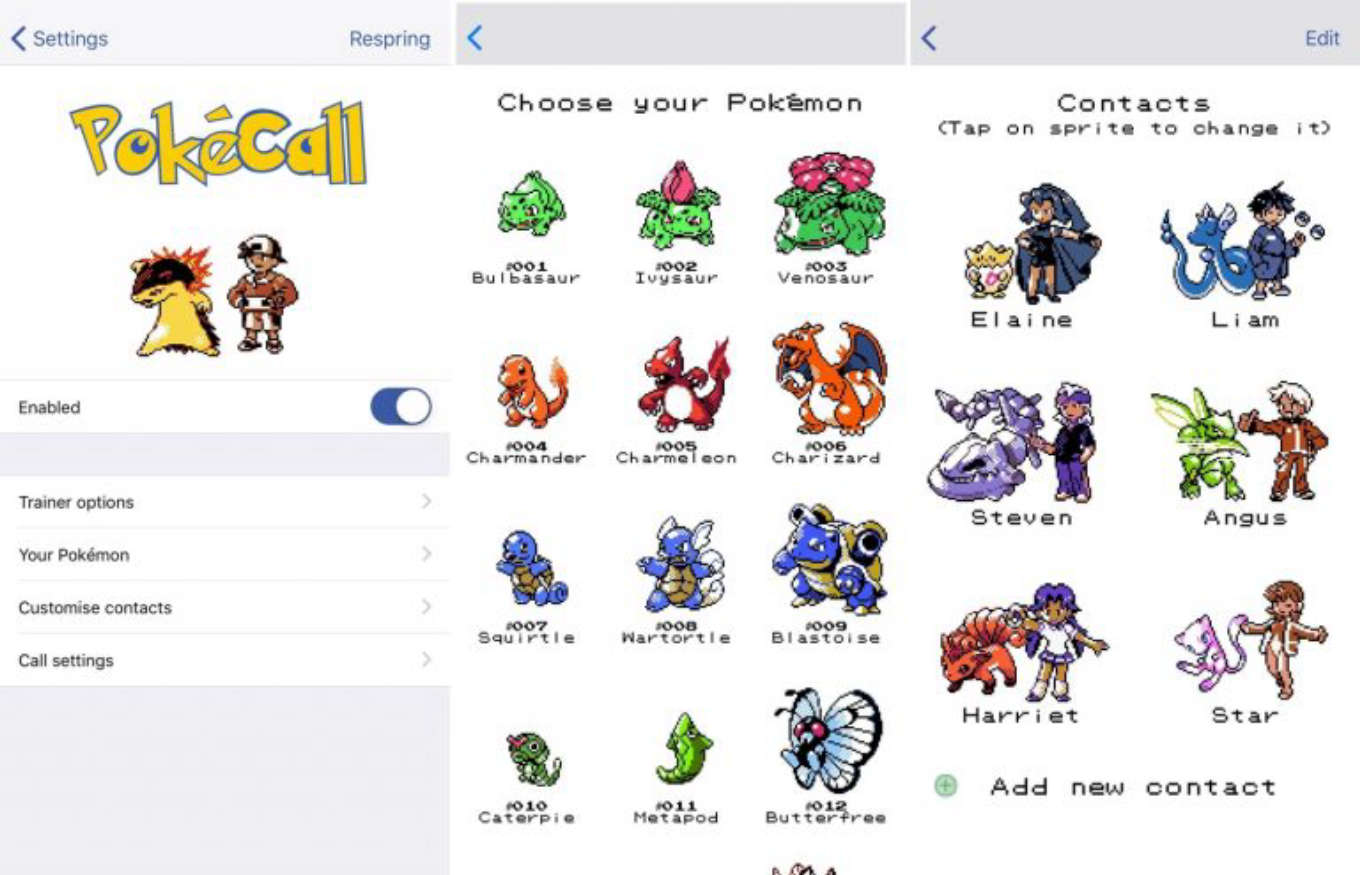 Settings
Respring
PokéCall
Enabled
Trainer options
Your Pokémon
Customise contacts
Call settings
Choose your Pokémon
#001
Bulbasaur
#002
Ivysaur
#003
Venosaur
#004
Charmander
#005
Charmeleon
#006
Charizard
#007
Squirtle
#008
Wartortle
#009
Blastoise
#010
Caterpie
#011
Metapod
#012
Butterfree
Edit
Contacts
(Tap on sprite to change it)
Elaine
Liam
Steven
Angus
Harriet
Star
Add new contact